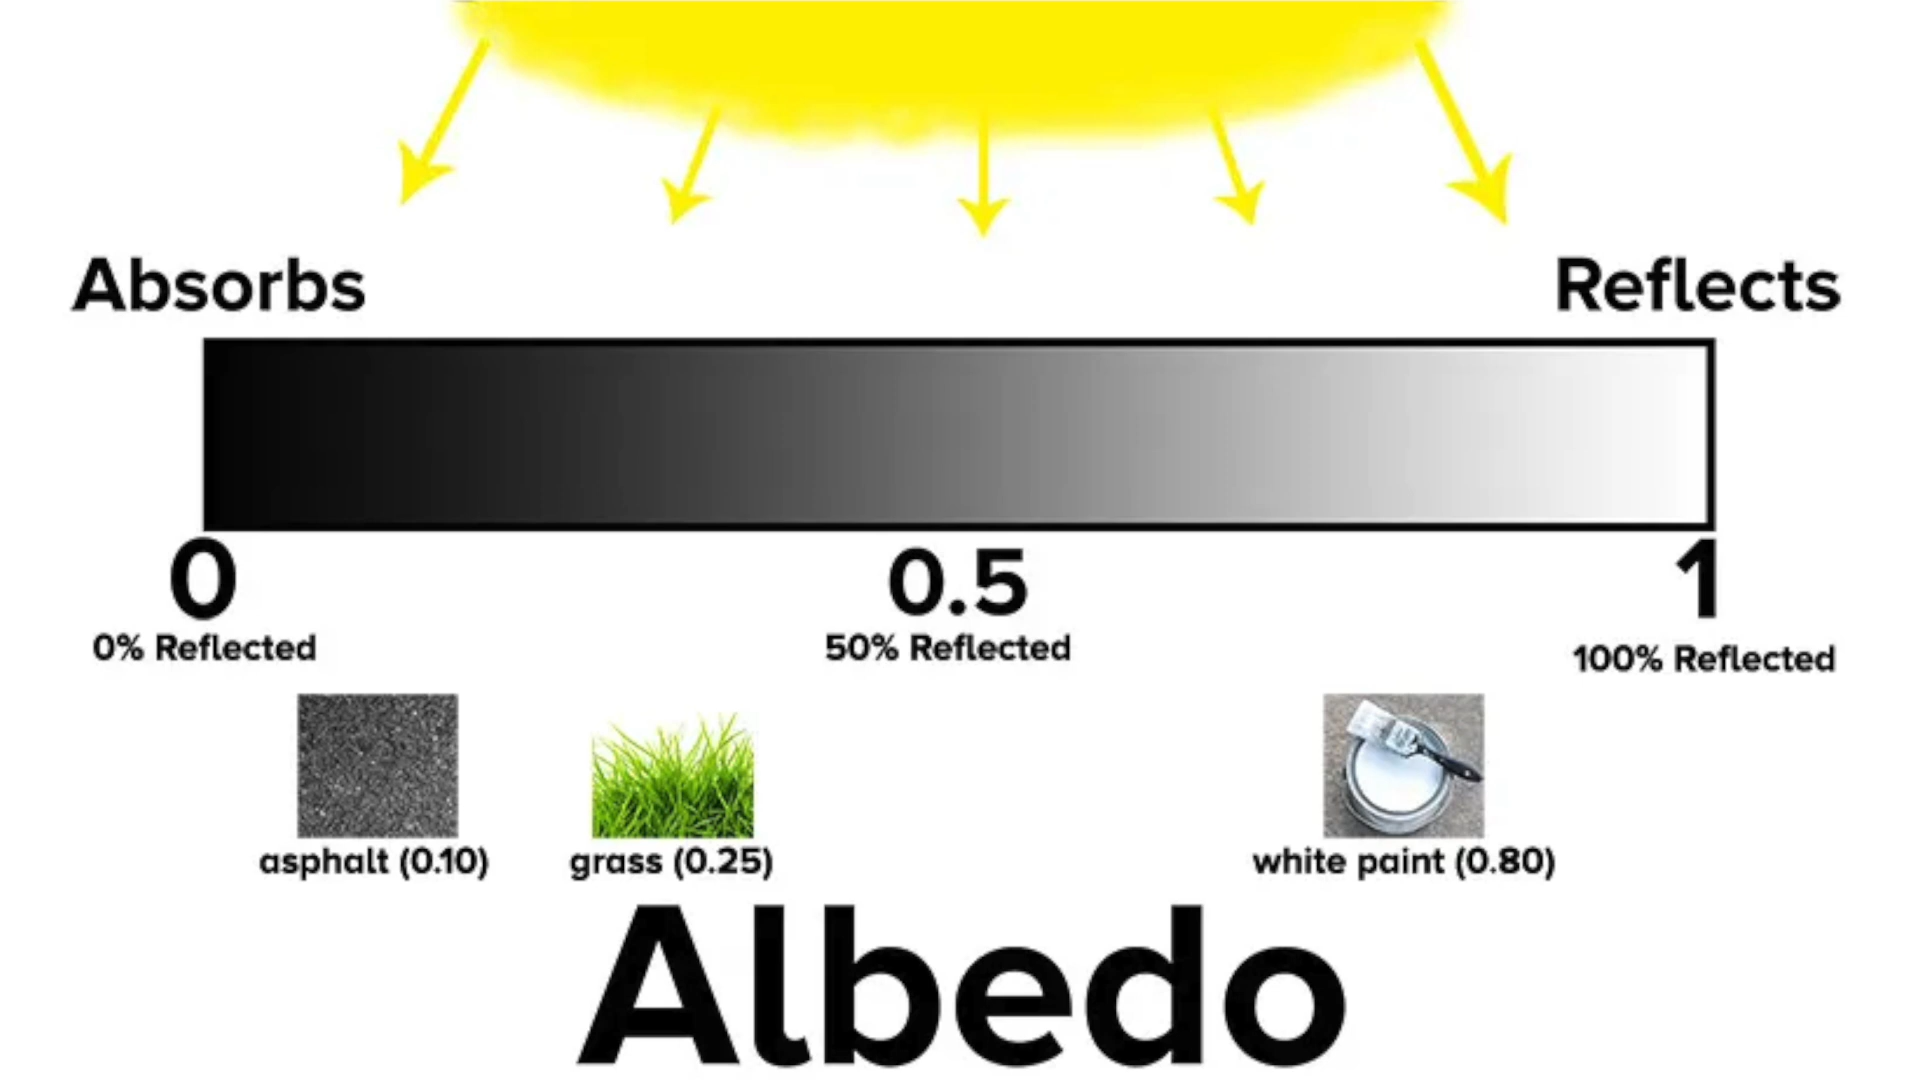 Absorbs
Reflects
0
0.5
1
0% Reflected
50% Reflected
100% Reflected
asphalt (0.10)
grass (0.25)
white paint (0.80)
Albedo